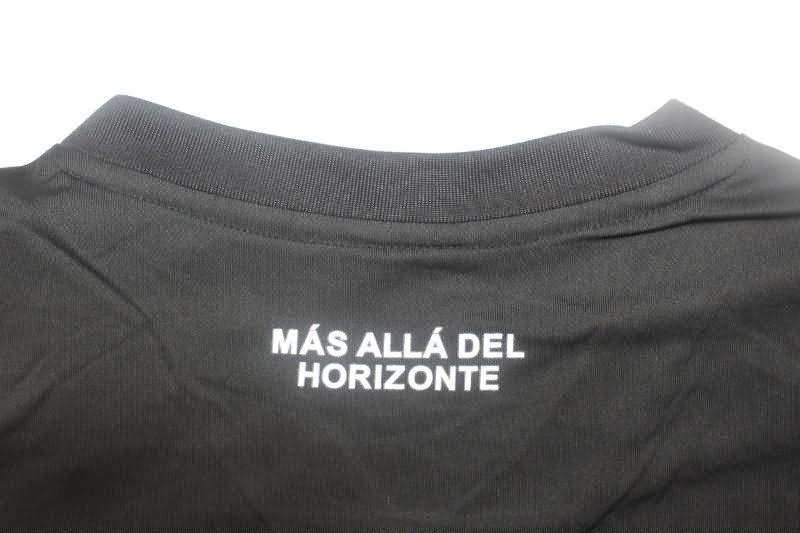 MÁS ALLÁ DEL
HORIZONTE